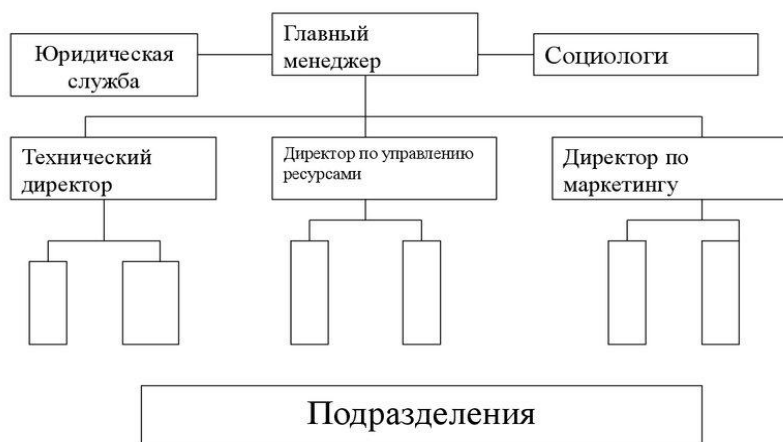 Главный
менеджер
Юридическая
служба
Социологи
Технический
директор
Директор по управлению
ресурсами
Директор по
маркетингу
Подразделения